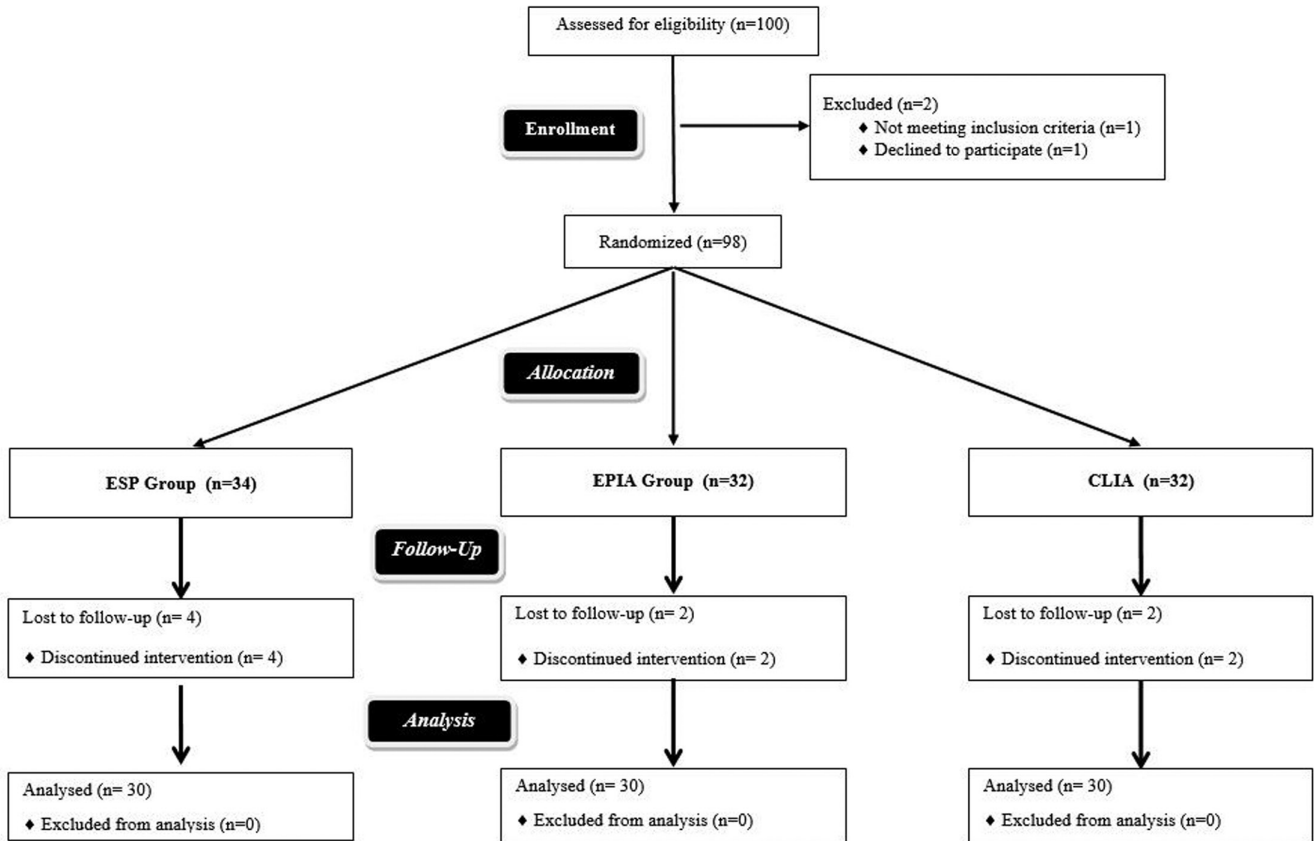 Assessed for eligibility (n=100)
Enrollment
Excluded (n=2)
♦ Not meeting inclusion criteria (n=1)
♦ Declined to participate (n=1)
Randomized (n=98)
Allocation
ESP Group (n=34)
EPIA Group (n=32)
CLIA (n=32)
Follow-Up
Lost to follow-up (n= 4)
♦ Discontinued intervention (n= 4)
Lost to follow-up (n= 2)
♦ Discontinued intervention (n= 2)
Lost to follow-up (n= 2)
♦ Discontinued intervention (n= 2)
Analysis
Analysed (n= 30)
♦ Excluded from analysis (n=0)
Analysed (n= 30)
♦ Excluded from analysis (n=0)
Analysed (n= 30)
♦ Excluded from analysis (n=0)